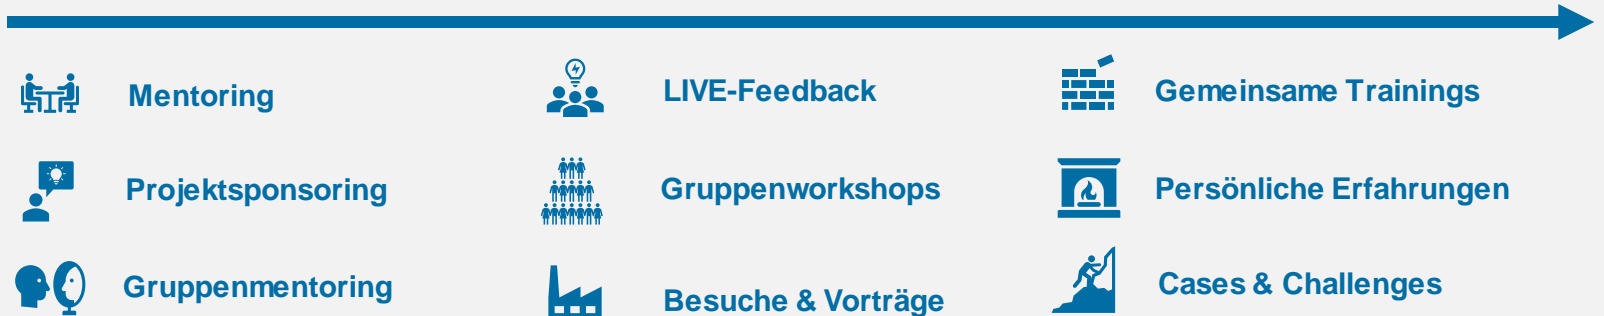 Mentoring
LIVE-Feedback
Gemeinsame Trainings
Projektsponsoring
Gruppenworkshops
Persönliche Erfahrungen
Gruppenmentoring
Besuche & Vorträge
Cases & Challenges